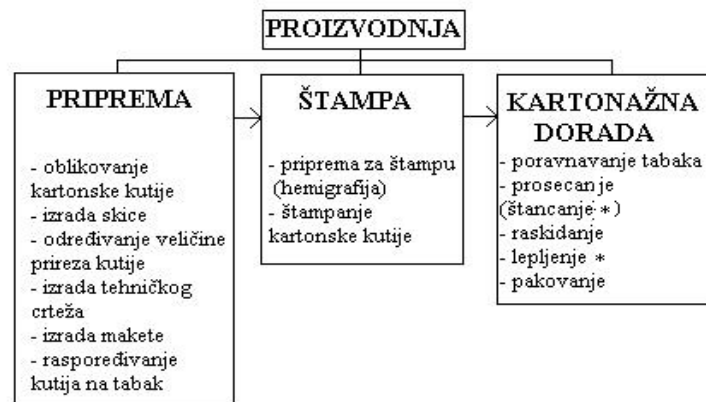 PROIZVODNJA
PRIPREMA
- oblikovanje
kartonske kutije
- izrada skice
- određivanje veličine
prireza kutije
- izrada tehničkog
crteža
- izrada makete
- raspoređivanje
kutija na tabak
ŠTAMPA
- priprema za štampu
(hemigrafija)
- štampanje
kartonske kutije
KARTONAŽNA
DORADA
- poravnavanje tabaka
- prosecanje
(štancanje *)
- raskidanje
- lepljenje *
- pakovanje